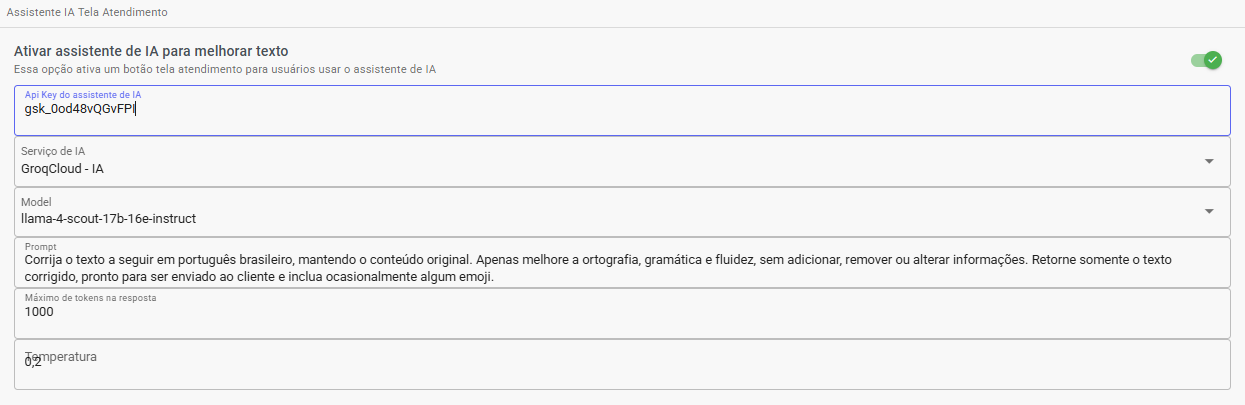 Assistente IA Tela Atendimento
Ativar assistente de IA para melhorar texto
Essa opção ativa um botão tela atendimento para usuários usar o assistente de IA
Api Key do assistente de IA
gsk_0od48vQGvFPI
Serviço de IA
GroqCloud - IA
Model
llama-4-scout-17b-16e-instruct
Prompt
Corrija o texto a seguir em português brasileiro, mantendo o conteúdo original. Apenas melhore a ortografia, gramática e fluidez, sem adicionar, remover ou alterar informações. Retorne somente o texto
corrigido, pronto para ser enviado ao cliente e inclua ocasionalmente algum emoji.
Máximo de tokens na resposta
1000
Temperatura
0,2